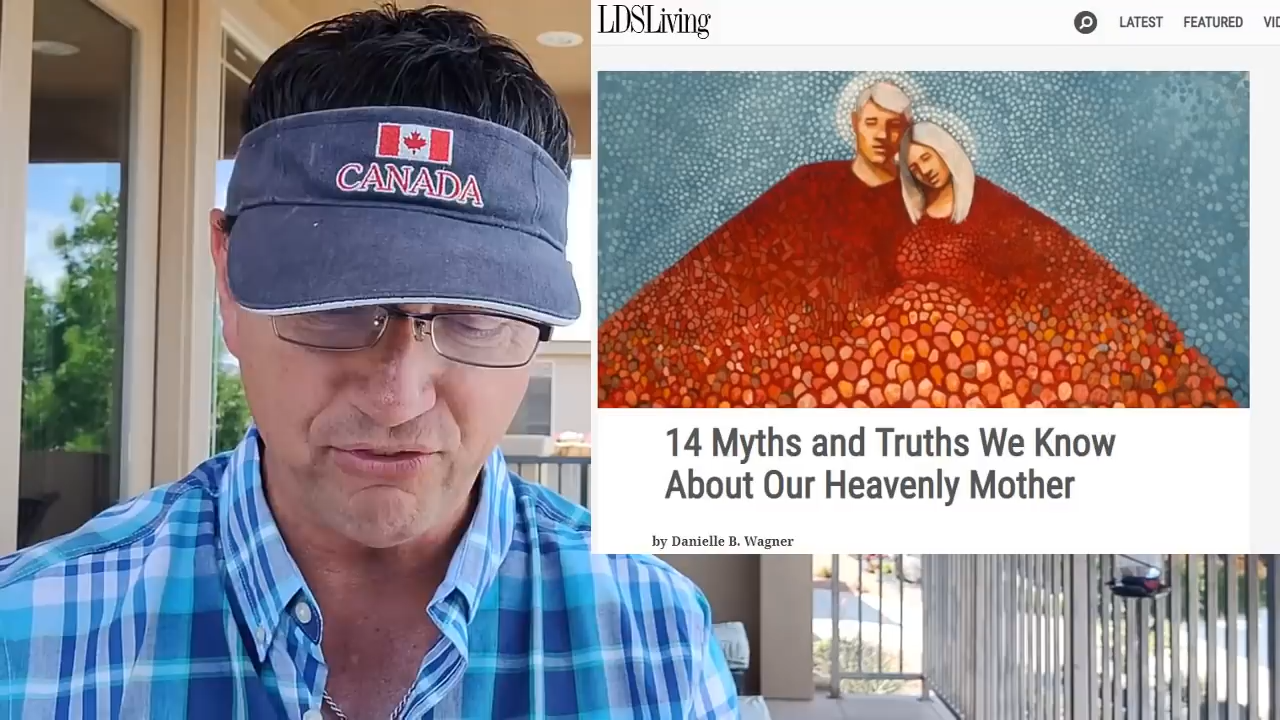 CANADA
LDSLiving
LATEST FEATURED
14 Myths and Truths We Know
About Our Heavenly Mother
by Danielle B. Wagner